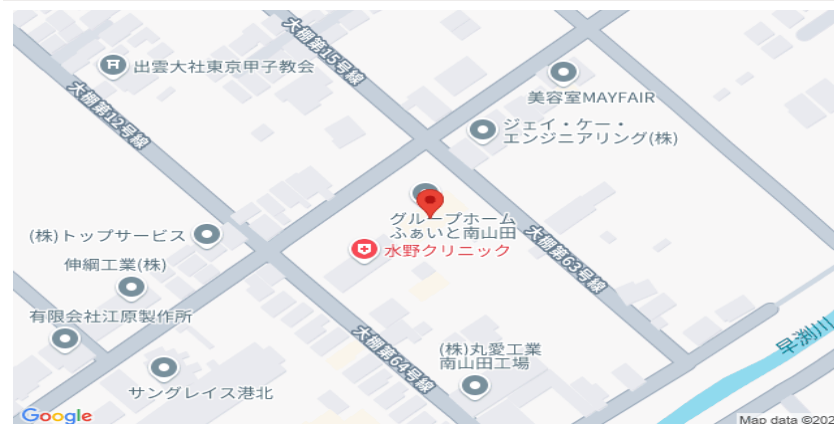 大棚第15号線
出雲大社東京甲子教会
大棚第12号線
美容室MAYFAIR
ジェイ・ケー・
エンジニアリング(株)
グループホーム
ふぁいと南山田
水野クリニック
(株)トップサービス
伸綱工業(株)
大棚第63号線
有限会社江原製作所
大棚第64号線
(株)丸愛工業
南山田工場
早渕川
サングレイス港北
Google
Map data ©202